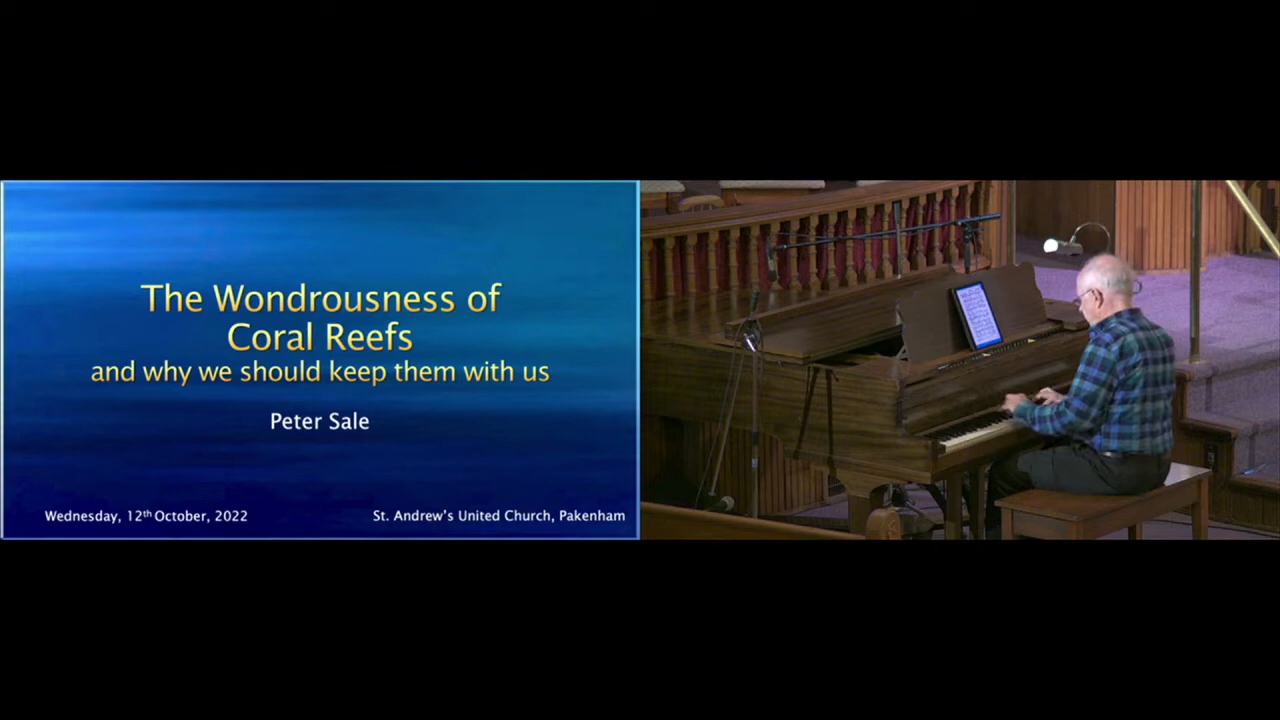 The Wondrousness of
Coral Reefs
and why we should keep them with us
Peter Sale
Wednesday, 12th October, 2022
St. Andrew's United Church, Pakenham